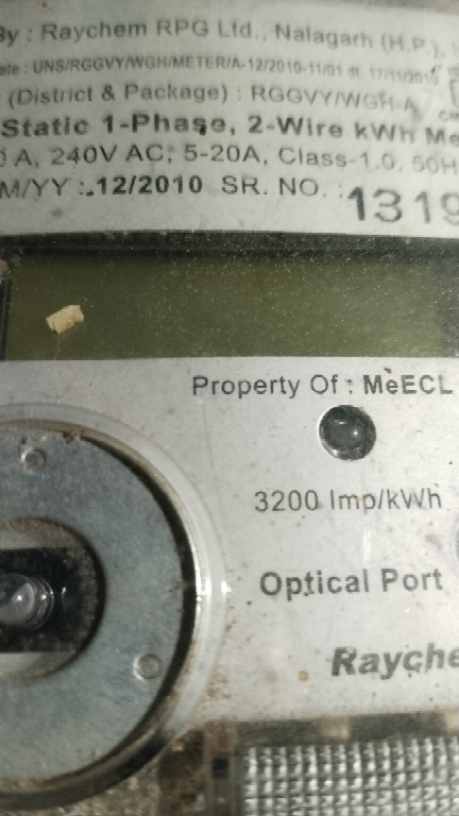 By : Raychem RPG Ltd., Nalagarh (H.P.),
ate : UNS/RGGVY/WGH/METER/A-12/2010-11/01 dt. 17/11/2010
(District & Package) : RGGVY/WGH-A
Static 1-Phase, 2-Wire kWh Me
0 A, 240V AC, 5-20A, Class-1.0, 50H
M/YY : 12/2010 SR. NO. : 1319
Property Of : MeECL
3200 Imp/kWh
Optical Port
Rayche